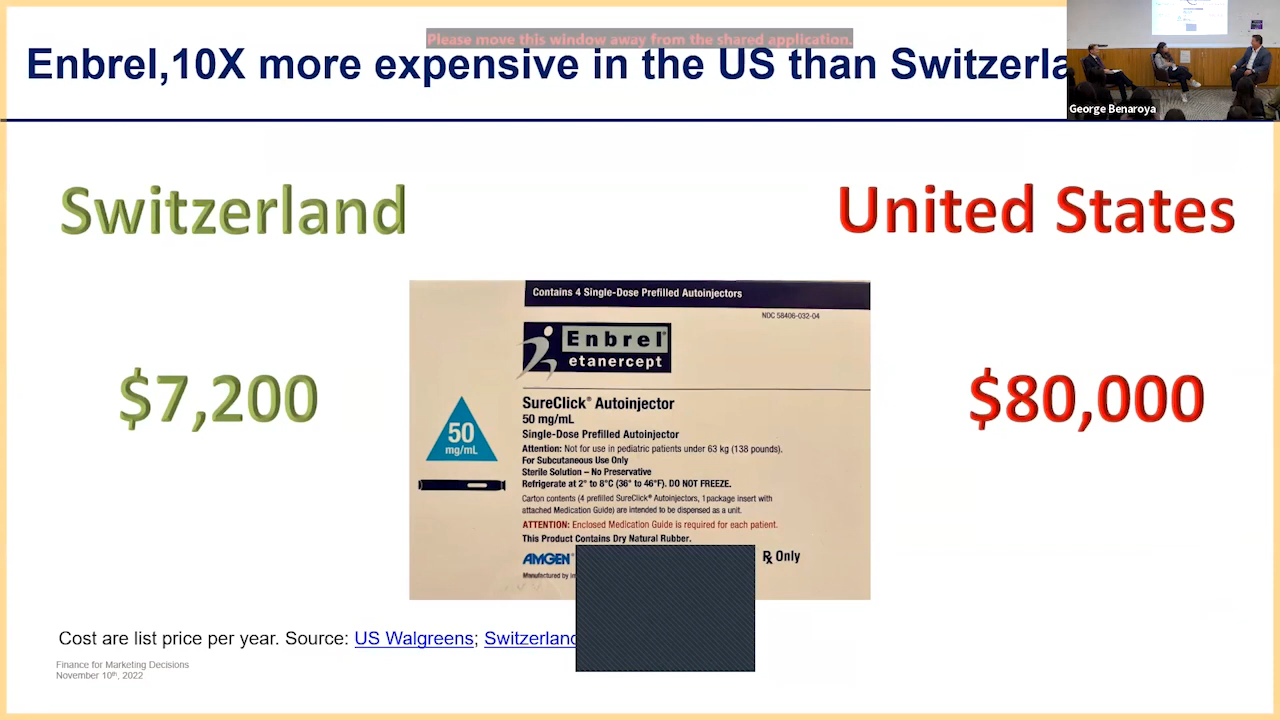 Please move this window away from the shared application.
Enbrel,10X more expensive in the US than Switzerla
George Benaroya
Switzerland
United States
$7,200
$80,000
Contains 4 Single-Dose Prefilled Autoinjectors
NDC 58406-032-04
Enbrel®
etanercept
50
mg/mL
SureClick® Autoinjector
50 mg/mL
Single-Dose Prefilled Autoinjector
Attention: Not for use in pediatric patients under 63 kg (138 pounds).
For Subcutaneous Use Only
Sterile Solution – No Preservative
Refrigerate at 2° to 8°C (36° to 46°F). DO NOT FREEZE.
Carton contents (4 prefilled SureClick® Autoinjectors, 1 package insert with
attached Medication Guide) are intended to be dispensed as a unit.
ATTENTION: Enclosed Medication Guide is required for each patient.
This Product Contains Dry Natural Rubber.
AMGEN®
Rx Only
Manufactured by
Cost are list price per year. Source: US Walgreens; Switzerland
Finance for Marketing Decisions
November 10th, 2022